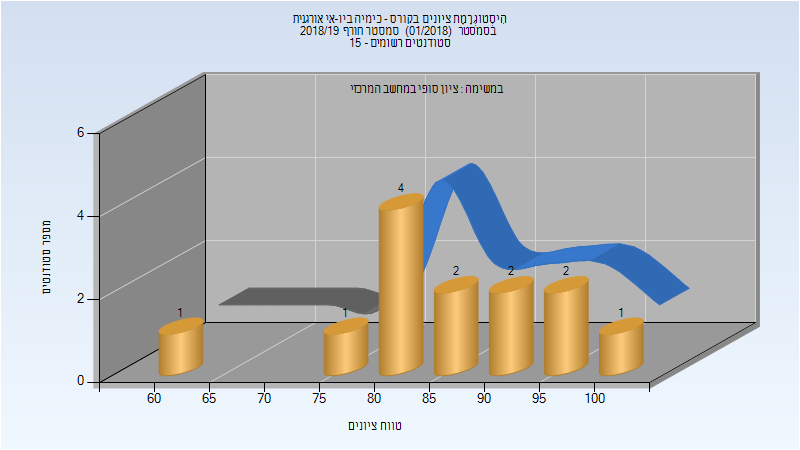 הִיסְטוֹגְרָמַת ציונים בקורס - כימיה ביו-אי אורגנית
בסמסטר (01/2018) סמסטר חורף 2018/19
סטודנטים רשומים - 15
במשימה : ציון סופי במחשב המרכזי
6
4
2
0
מספר סטודנטים
1
1
4
2
2
2
1
60 65 70 75 80 85 90 95 100
טווח ציונים